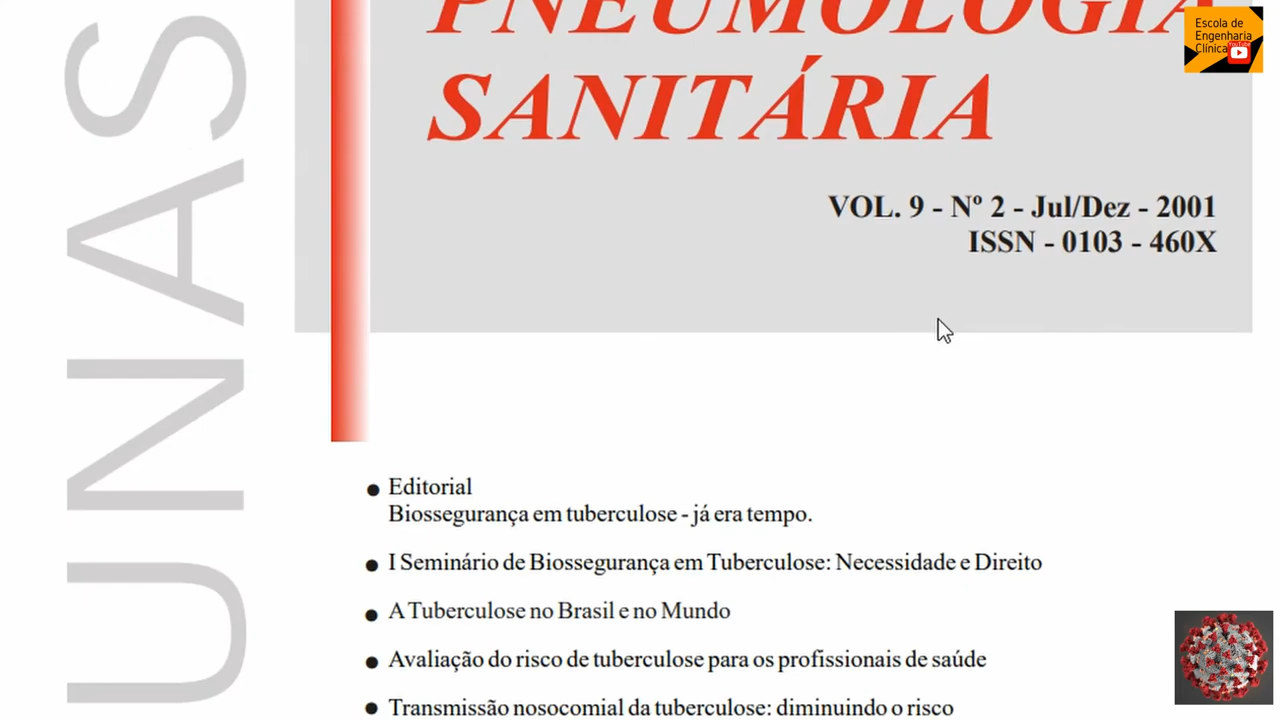 PNEUMOLOGIA
SANITÁRIA
VOL. 9 - Nº 2 - Jul/Dez - 2001
ISSN - 0103 - 460X
UNAS
Editorial
Biossegurança em tuberculose - já era tempo.
I Seminário de Biossegurança em Tuberculose: Necessidade e Direito
A Tuberculose no Brasil e no Mundo
Avaliação do risco de tuberculose para os profissionais de saúde
Transmissão nosocomial da tuberculose: diminuindo o risco
Escola de
Engenharia
Clínica
YouTube